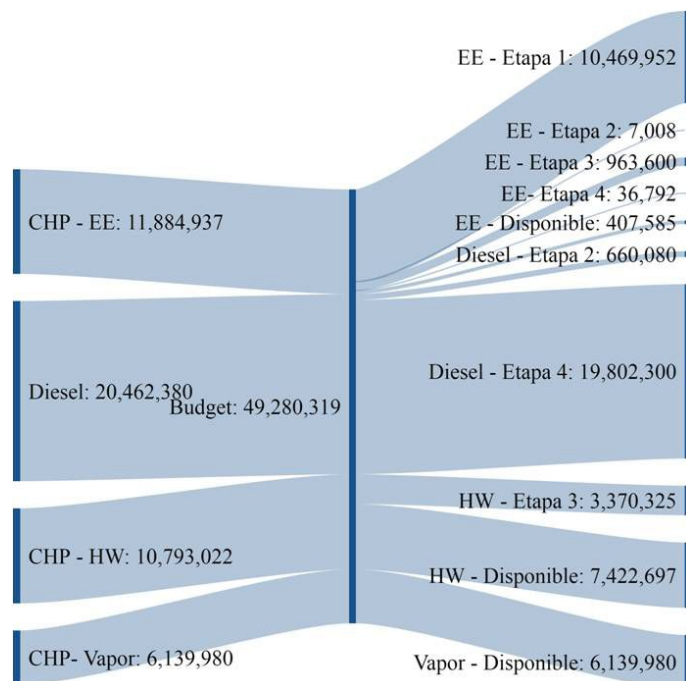 CHP - EE: 11,884,937
Diesel: 20,462,380
CHP - HW: 10,793,022
CHP- Vapor: 6,139,980
Budget: 49,280,319
EE - Etapa 1: 10,469,952
EE - Etapa 2: 7,008
EE - Etapa 3: 963,600
EE- Etapa 4: 36,792
EE - Disponible: 407,585
Diesel - Etapa 2: 660,080
Diesel - Etapa 4: 19,802,300
HW - Etapa 3: 3,370,325
HW - Disponible: 7,422,697
Vapor - Disponible: 6,139,980